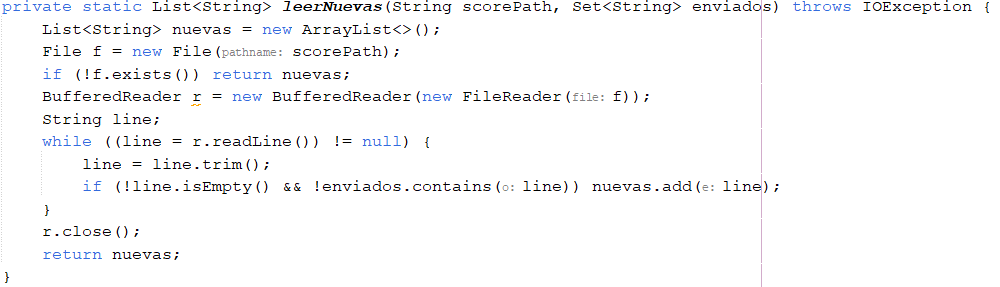 private static List<String> leerNuevas(String scorePath, Set<String> enviados) throws IOException {
    List<String> nuevas = new ArrayList<>();
    File f = new File(pathname: scorePath);
    if (!f.exists()) return nuevas;
    BufferedReader r = new BufferedReader(new FileReader(file: f));
    String line;
    while ((line = r.readLine()) != null) {
        line = line.trim();
        if (!line.isEmpty() && !enviados.contains(o: line)) nuevas.add(e: line);
    }
    r.close();
    return nuevas;
}